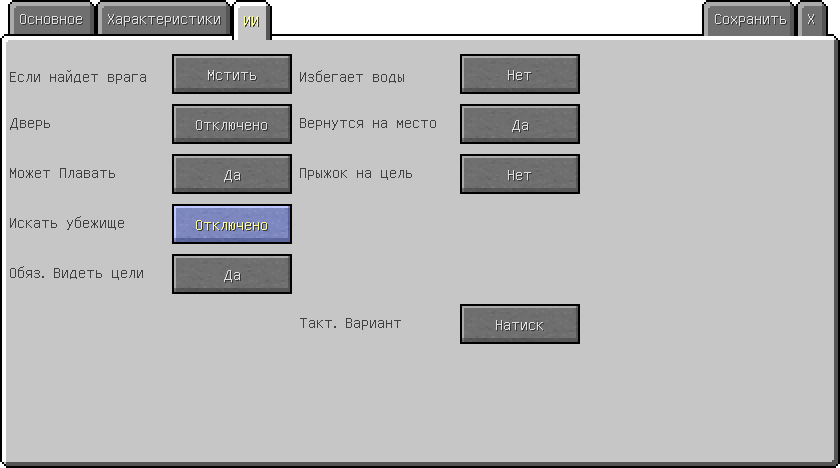 Основное Характеристики ИИ Сохранить X
Если найдет врага Мстить Избегает воды Нет
Дверь Отключено Вернутся на место Да
Может Плавать Да Прыжок на цель Нет
Искать убежище Отключено
Обяз. Видеть цели Да
Такт. Вариант Натиск